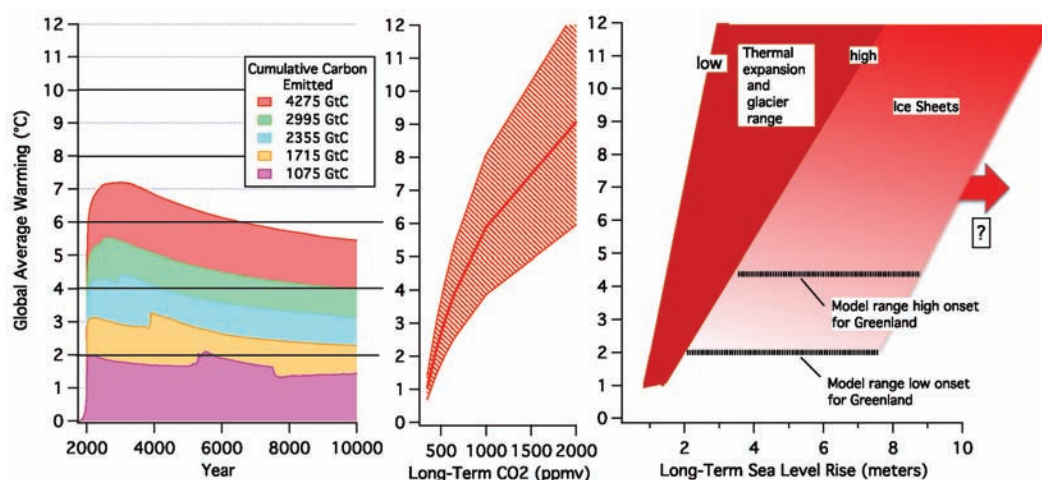 12
11
10
9
8
7
6
5
4
3
2
1
0
Global Average Warming (°C)
Cumulative Carbon
Emitted
4275 GtC
2995 GtC
2355 GtC
1715 GtC
1075 GtC
2000
4000
6000
8000
10000
Year
12
11
10
9
8
7
6
5
4
3
2
1
0
500
1000
1500
2000
Long-Term CO2 (ppmv)
12
11
10
9
8
7
6
5
4
3
2
1
0
low
Thermal
expansion
and
glacier
range
high
Ice Sheets
?
Model range high onset
for Greenland
Model range low onset
for Greenland
2
4
6
8
10
Long-Term Sea Level Rise (meters)